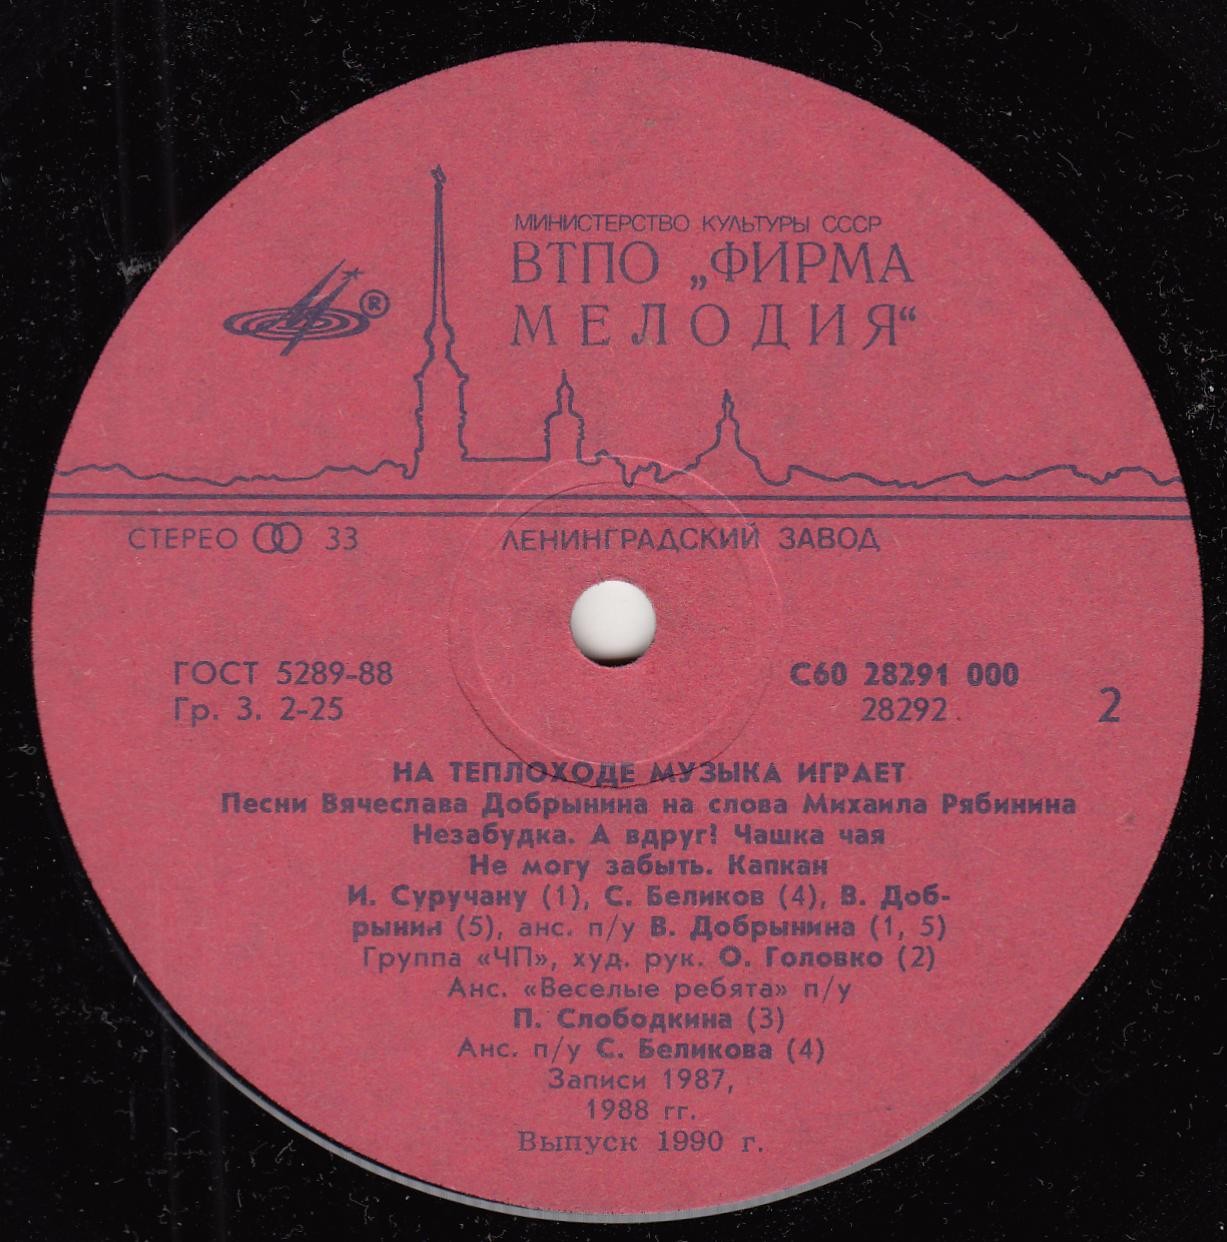 МИНИСТЕРСТВО КУЛЬТУРЫ СССР
ВТПО „ФИРМА
МЕЛОДИЯ“
®
СТЕРЕО 33
ЛЕНИНГРАДСКИЙ ЗАВОД
ГОСТ 5289-88
Гр. 3. 2-25
С60 28291 000
28292
2
НА ТЕПЛОХОДЕ МУЗЫКА ИГРАЕТ
Песни Вячеслава Добрынина на слова Михаила Рябинина
Незабудка. А вдруг! Чашка чая
Не могу забыть. Капкан
И. Суручану (1), С. Беликов (4), В. Доб-
рынин (5), анс. п/у В. Добрынина (1, 5)
Группа «ЧП», худ. рук. О. Головко (2)
Анс. «Веселые ребята» п/у
П. Слободкина (3)
Анс. п/у С. Беликова (4)
Записи 1987,
1988 гг.
Выпуск 1990 г.